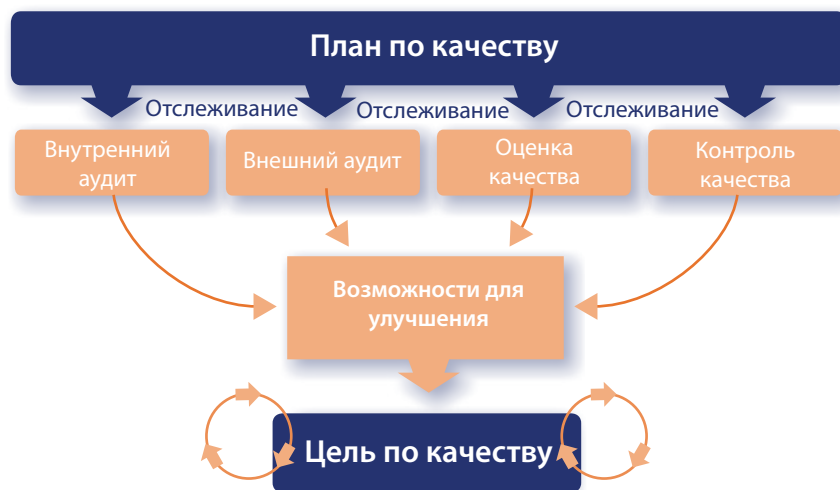 План по качеству
Отслеживание
Отслеживание
Отслеживание
Внутренний
аудит
Внешний аудит
Оценка
качества
Контроль
качества
Возможности для
улучшения
Цель по качеству